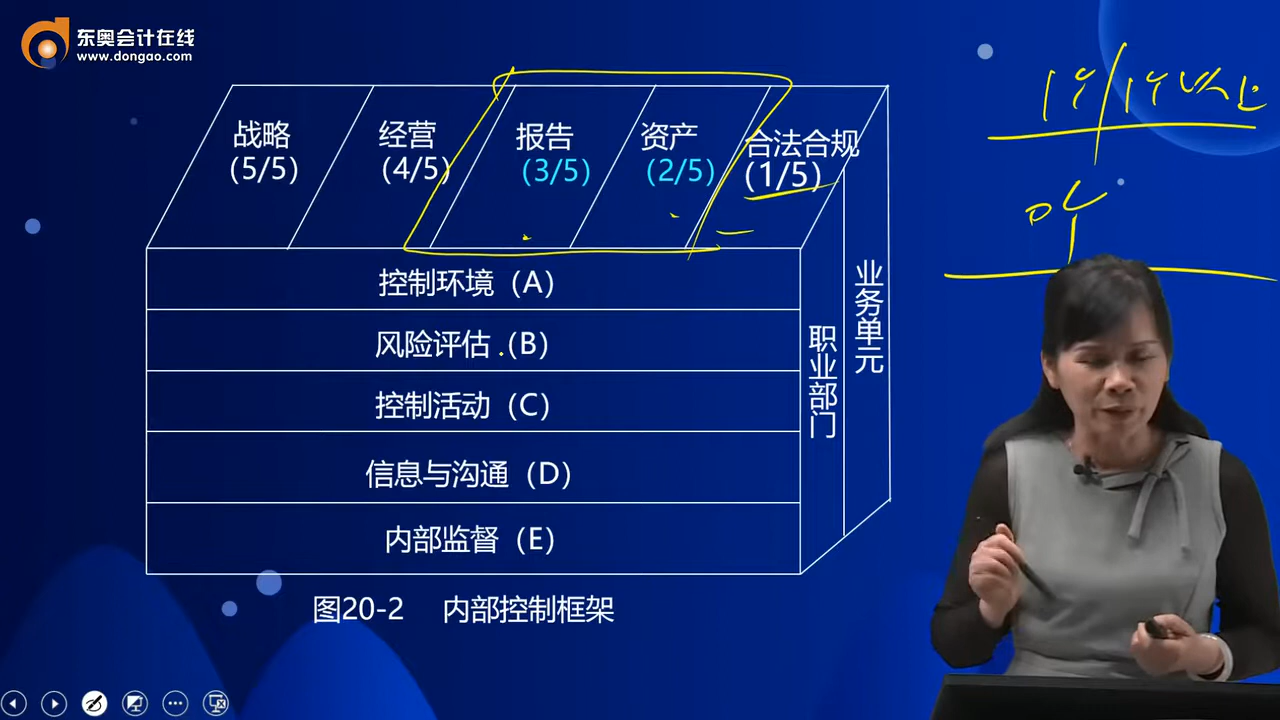 东奥会计在线
www.dongao.com
战略
(5/5)
经营
(4/5)
报告
(3/5)
资产
(2/5)
合法合规
(1/5)
控制环境（A）
风险评估（B）
控制活动（C）
信息与沟通（D）
内部监督（E）
职业部门
业务单元
图20-2 内部控制框架